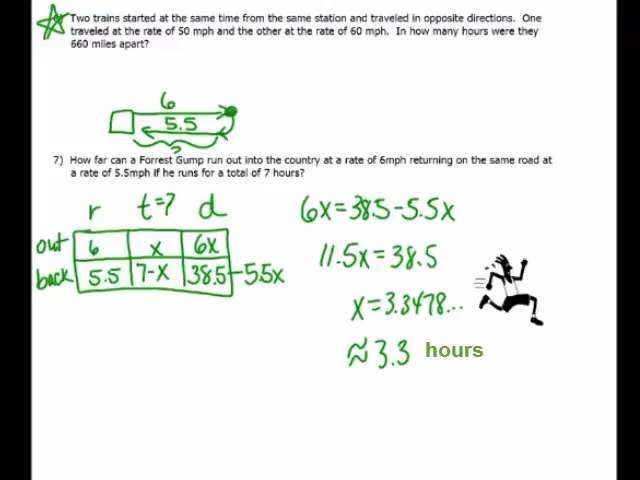 Two trains started at the same time from the same station and traveled in opposite directions. One
traveled at the rate of 50 mph and the other at the rate of 60 mph. In how many hours were they
660 miles apart?
6
5.5
?
7) How far can a Forrest Gump run out into the country at a rate of 6mph returning on the same road at
a rate of 5.5mph if he runs for a total of 7 hours?
r t=7 d
out 6 x 6x
back 5.5 7-x 38.5-5.5x
6x=38.5-5.5x
11.5x=38.5
x=3.3478...
≈3.3 hours